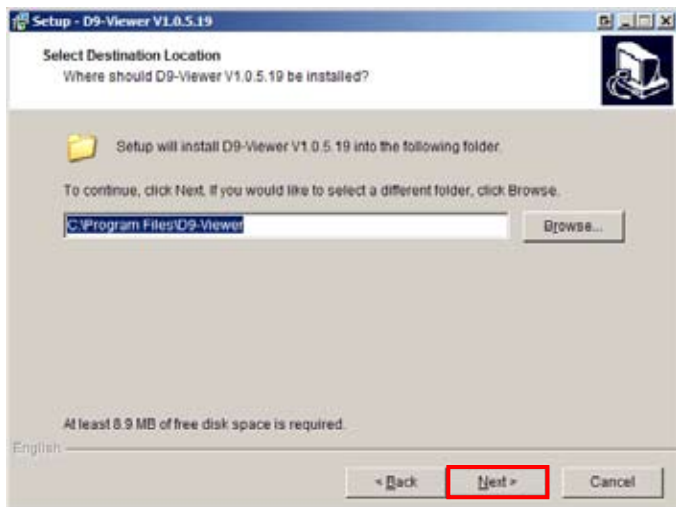 Setup - D9-Viewer V1.0.5.19
Select Destination Location
Where should D9-Viewer V1.0.5.19 be installed?
Setup will install D9-Viewer V1.0.5.19 into the following folder.
To continue, click Next. If you would like to select a different folder, click Browse.
C:\Program Files\D9-Viewer
Browse...
At least 8.9 MB of free disk space is required.
English
< Back Next > Cancel